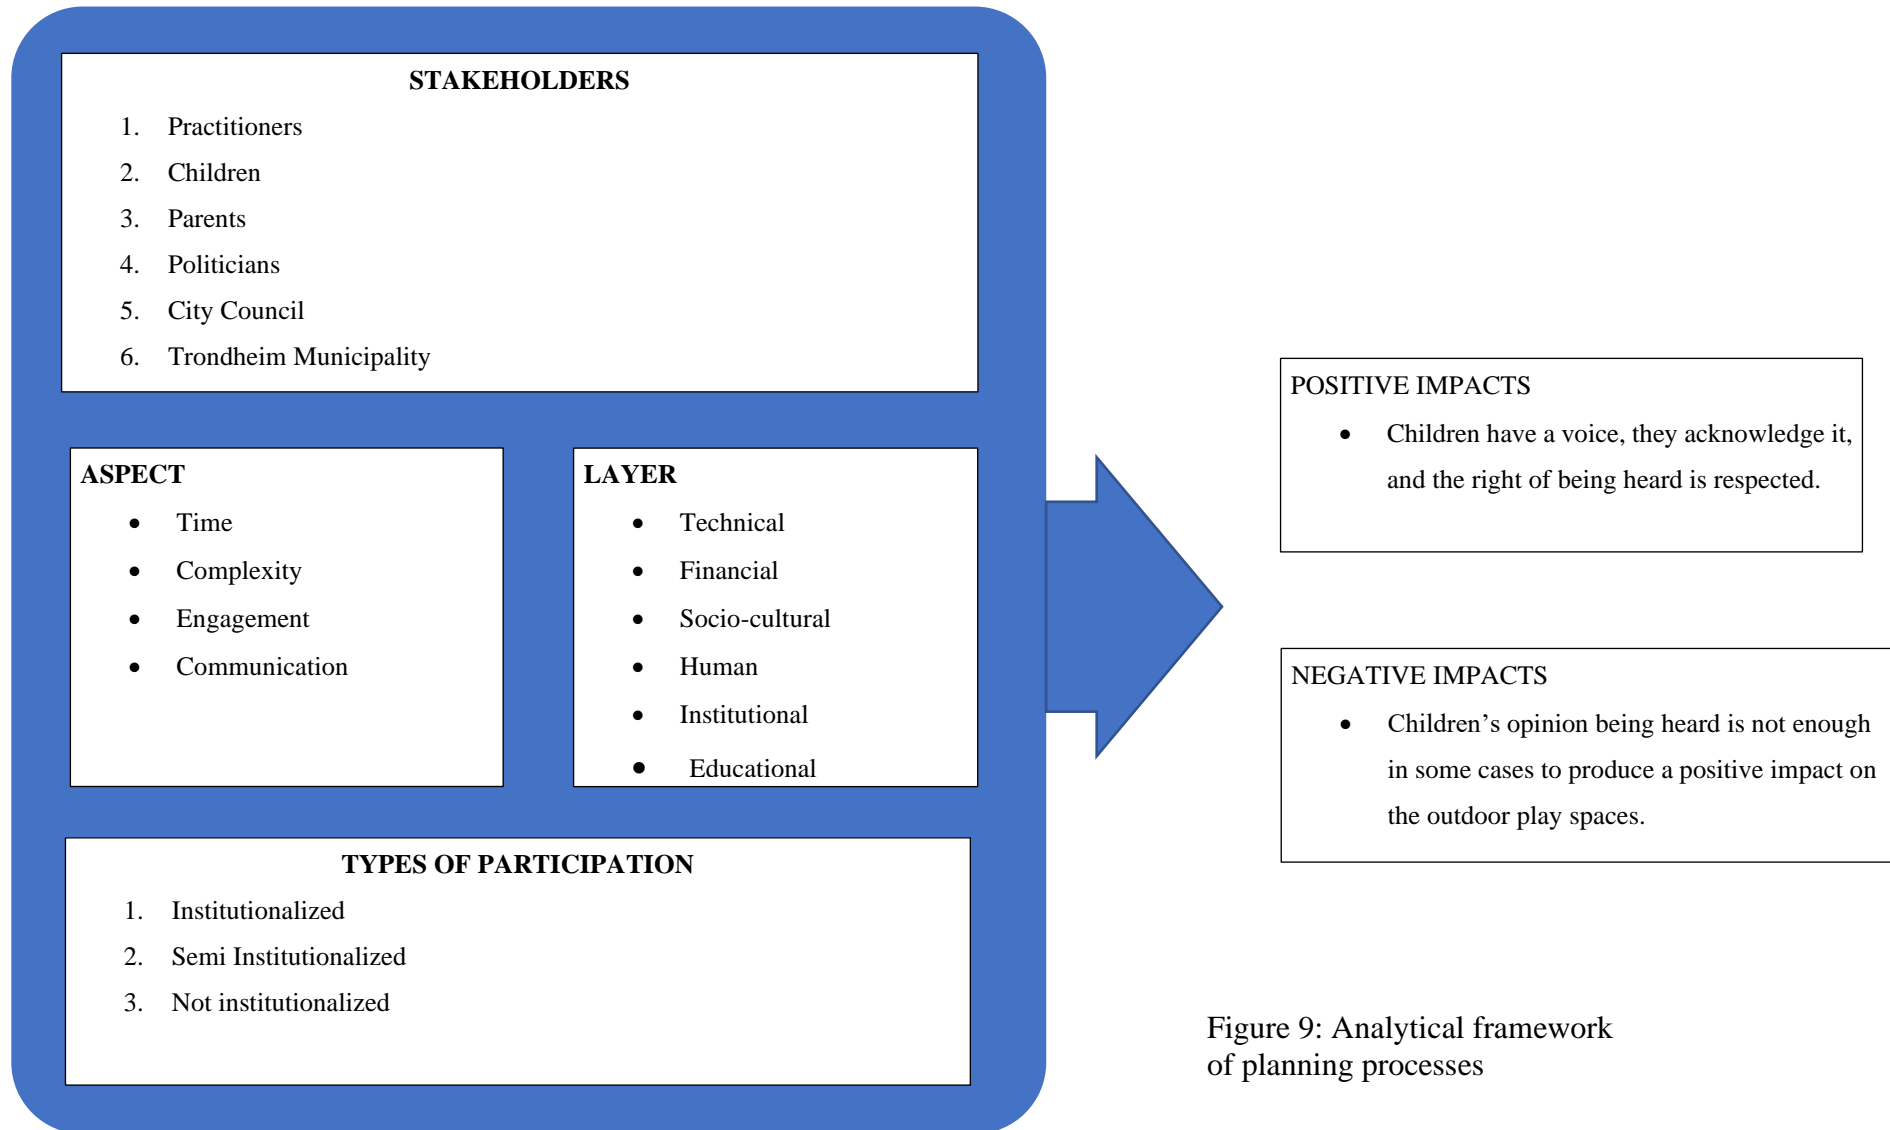 STAKEHOLDERS
1. Practitioners
2. Children
3. Parents
4. Politicians
5. City Council
6. Trondheim Municipality
ASPECT
• Time
• Complexity
• Engagement
• Communication
LAYER
• Technical
• Financial
• Socio-cultural
• Human
• Institutional
• Educational
TYPES OF PARTICIPATION
1. Institutionalized
2. Semi Institutionalized
3. Not institutionalized
POSITIVE IMPACTS
• Children have a voice, they acknowledge it,
and the right of being heard is respected.
NEGATIVE IMPACTS
• Children’s opinion being heard is not enough
in some cases to produce a positive impact on
the outdoor play spaces.
Figure 9: Analytical framework
of planning processes